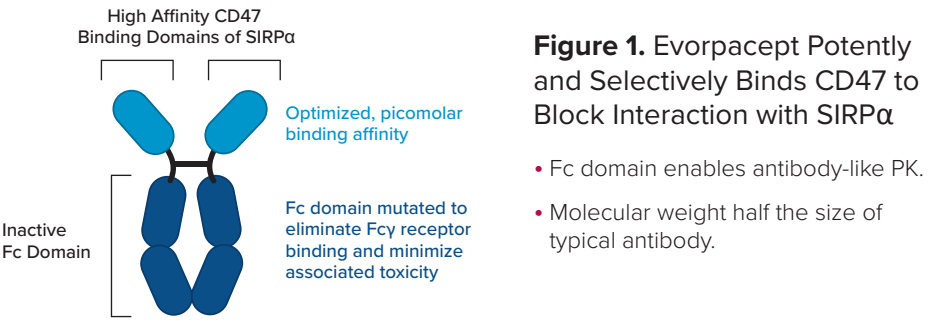 High Affinity CD47
Binding Domains of SIRPα
Optimized, picomolar
binding affinity
Inactive
Fc Domain
Fc domain mutated to
eliminate Fcγ receptor
binding and minimize
associated toxicity
Figure 1. Evorpacept Potently
and Selectively Binds CD47 to
Block Interaction with SIRPα
• Fc domain enables antibody-like PK.
• Molecular weight half the size of
typical antibody.